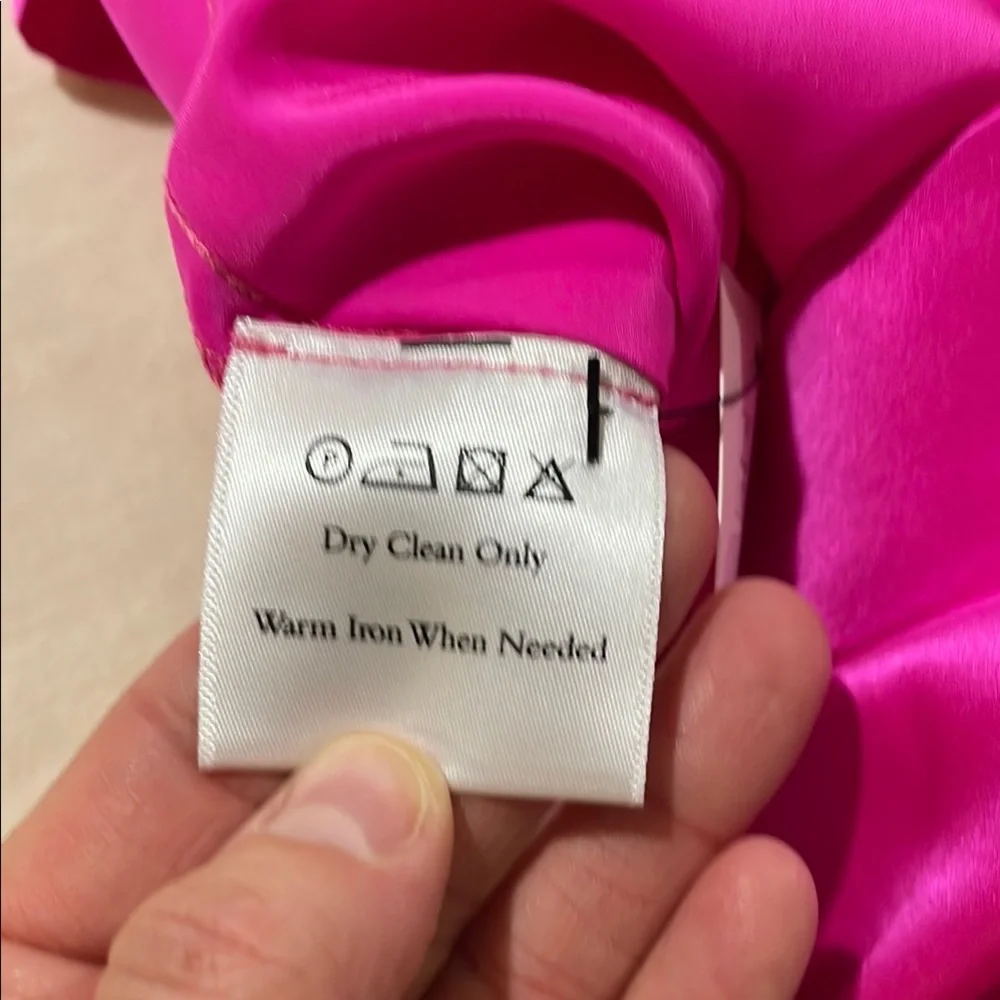 P
Dry Clean Only
Warm Iron When Needed